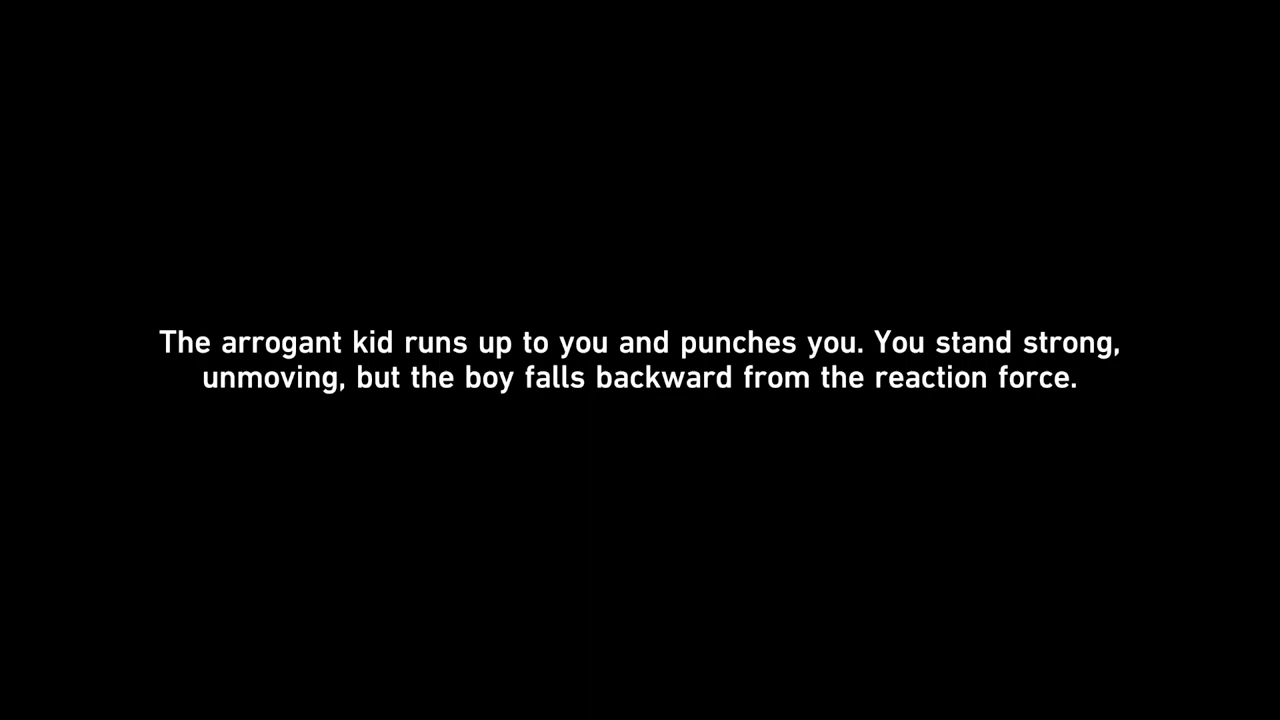 The arrogant kid runs up to you and punches you. You stand strong,
unmoving, but the boy falls backward from the reaction force.